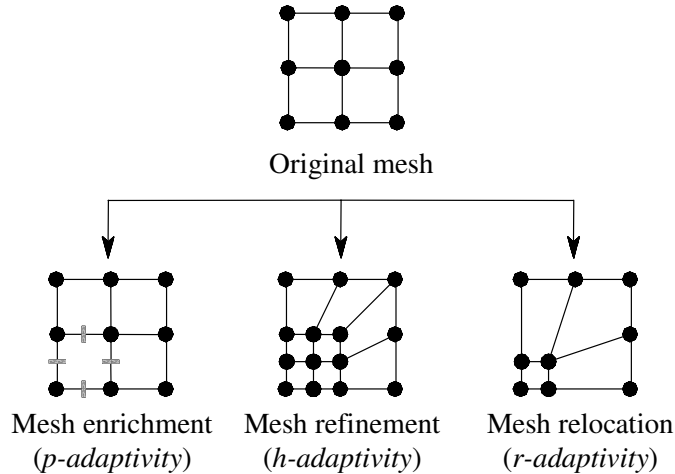 Original mesh
Mesh enrichment
(p-adaptivity)
Mesh refinement
(h-adaptivity)
Mesh relocation
(r-adaptivity)